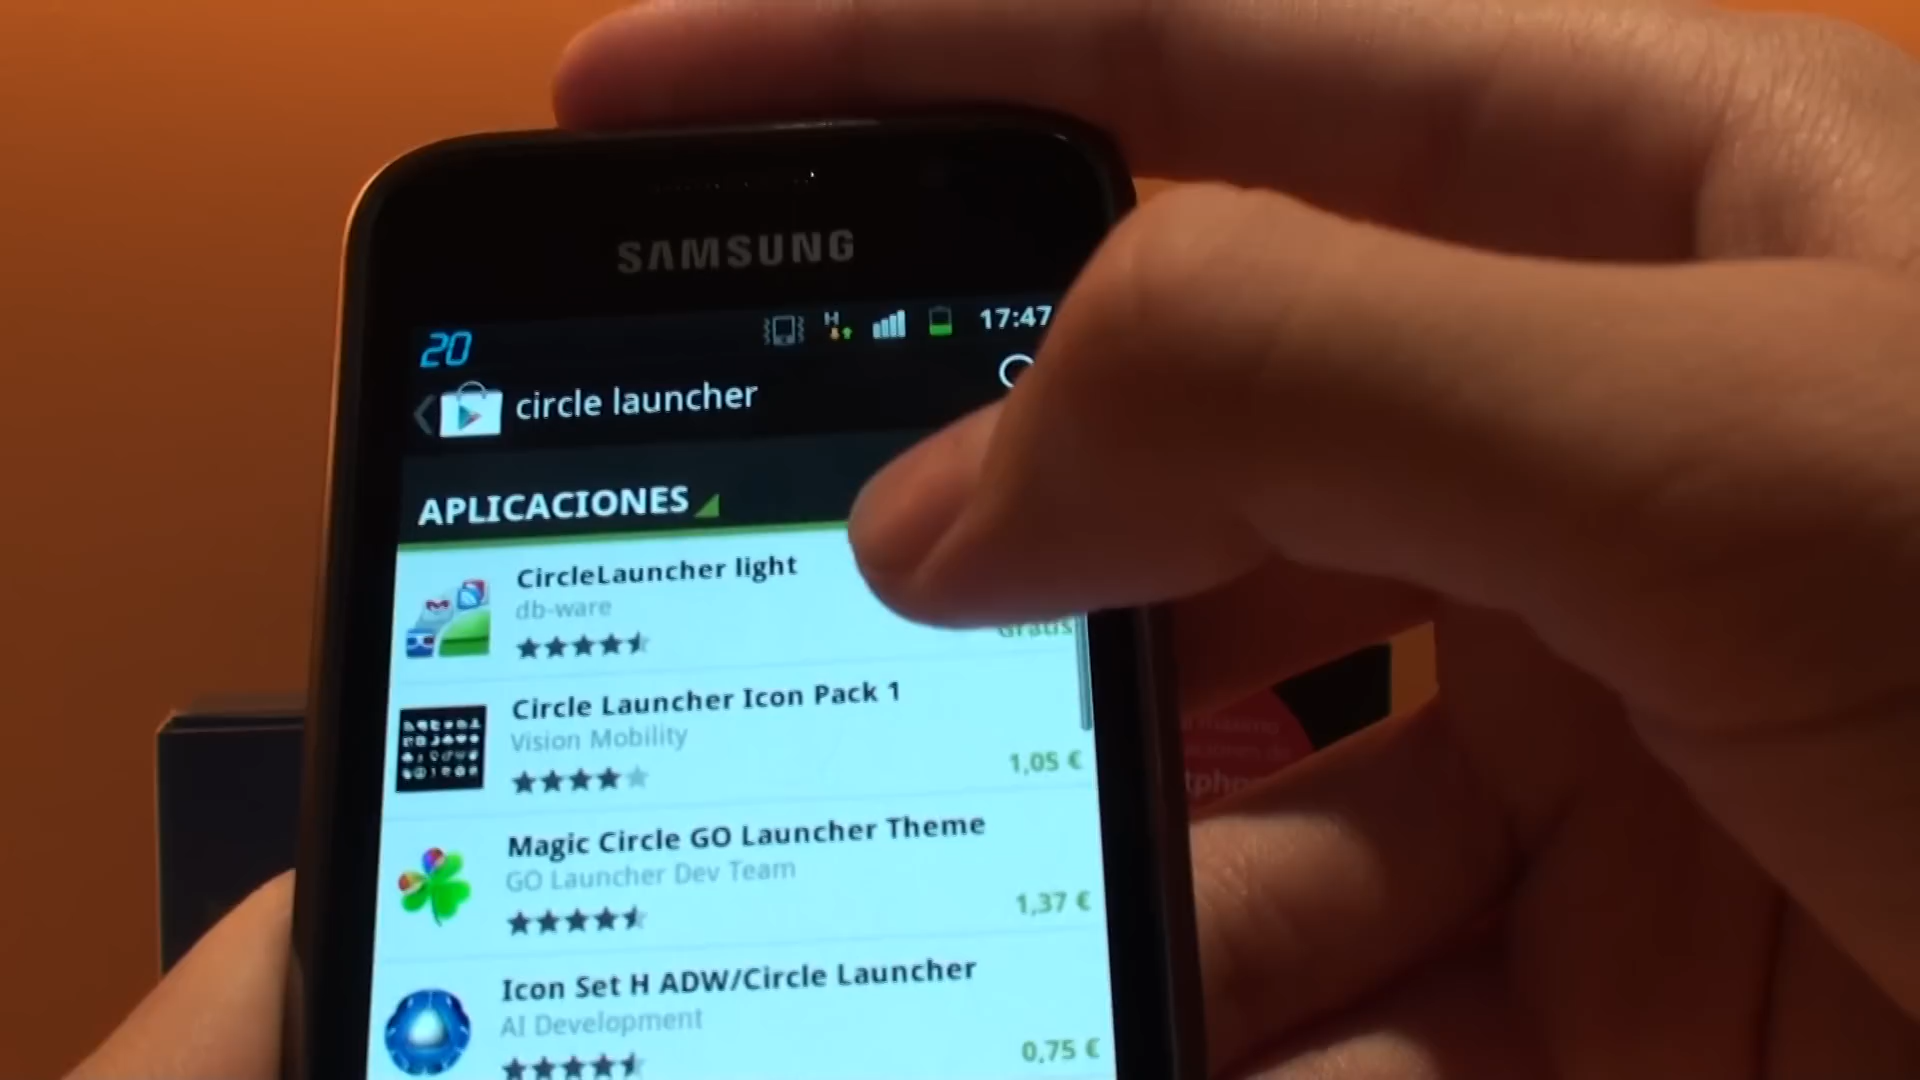 SAMSUNG
20
H
17:47
circle launcher
APLICACIONES
CircleLauncher light
db-ware
Gratis
Circle Launcher Icon Pack 1
Vision Mobility
1,05 €
Magic Circle GO Launcher Theme
GO Launcher Dev Team
1,37 €
Icon Set H ADW/Circle Launcher
AI Development
0,75 €